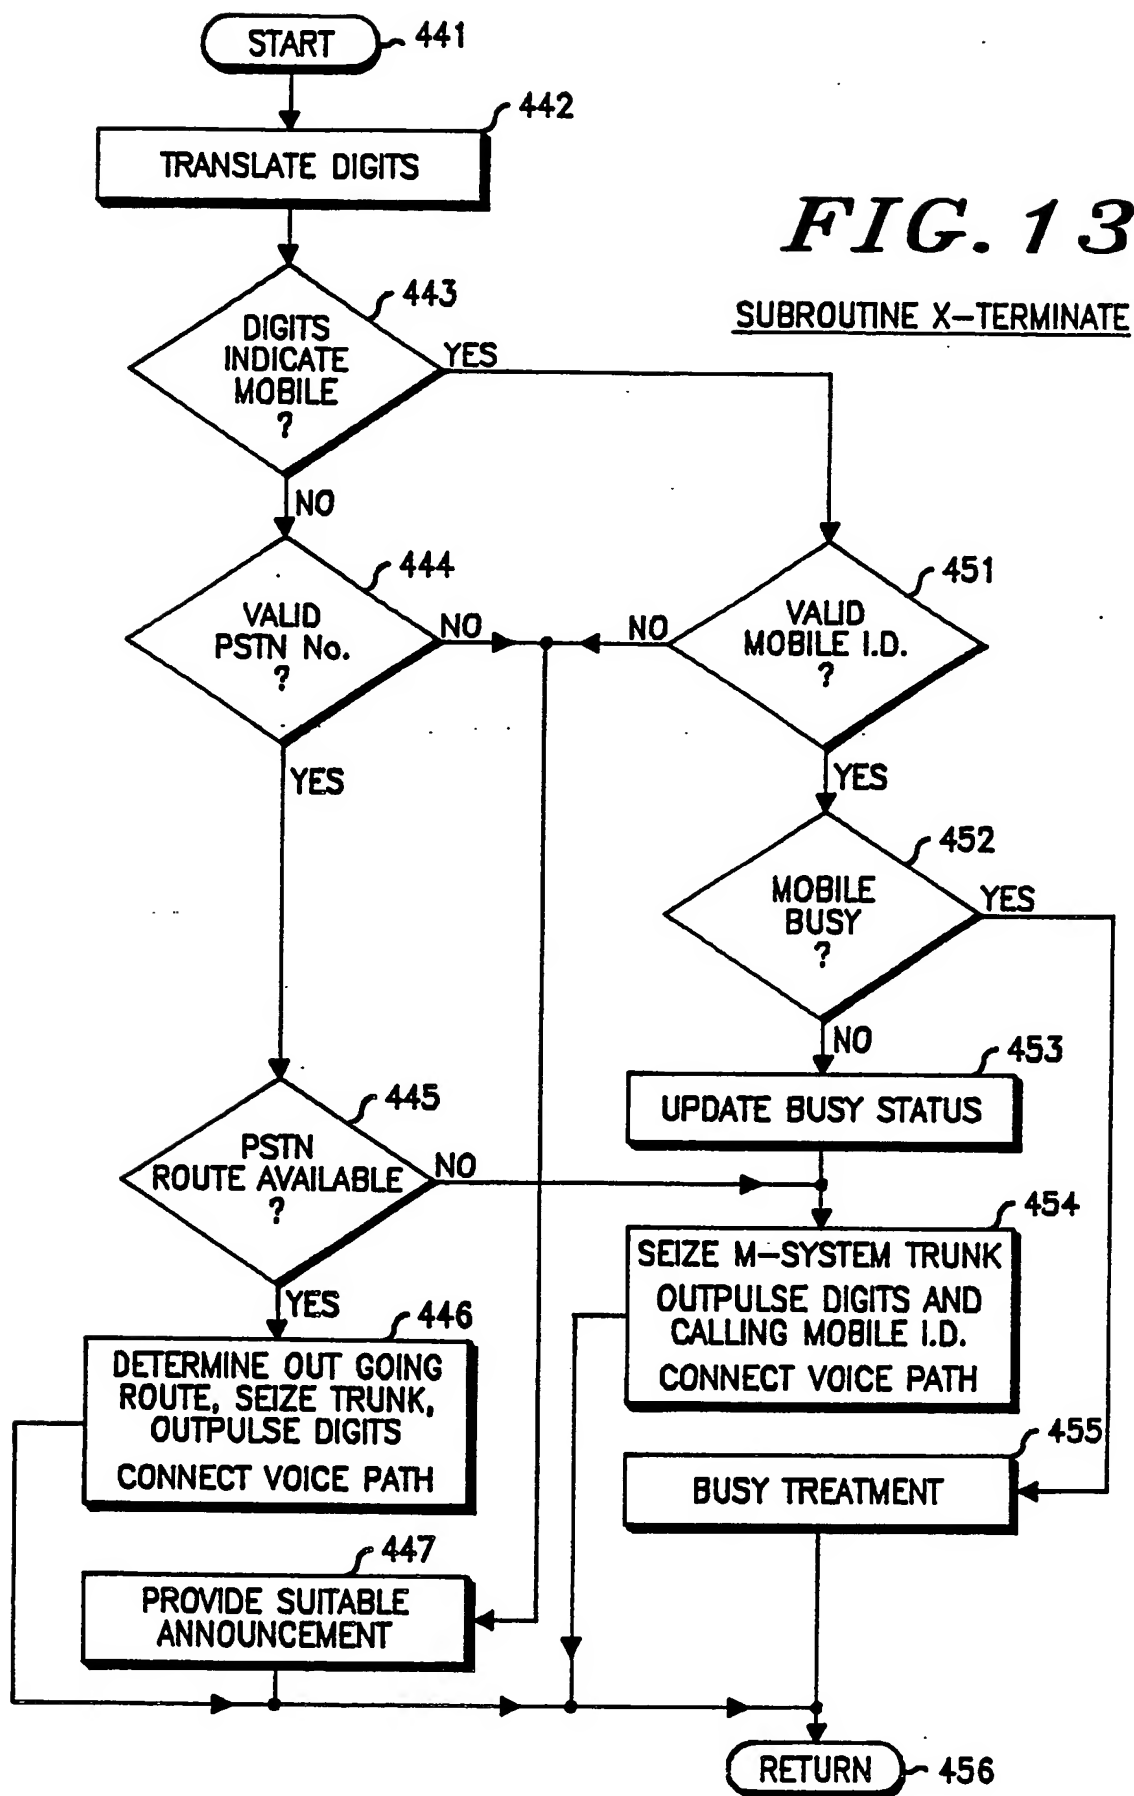 START
441
442
TRANSLATE DIGITS
FIG. 13
SUBROUTINE X-TERMINATE
443
DIGITS
INDICATE
MOBILE
?
YES
NO
444
VALID
PSTN No.
?
NO
YES
451
VALID
MOBILE I.D.
?
NO
YES
452
MOBILE
BUSY
?
YES
NO
453
UPDATE BUSY STATUS
445
PSTN
ROUTE AVAILABLE
?
NO
YES
454
SEIZE M-SYSTEM TRUNK
OUTPULSE DIGITS AND
CALLING MOBILE I.D.
CONNECT VOICE PATH
446
DETERMINE OUT GOING
ROUTE, SEIZE TRUNK,
OUTPULSE DIGITS
CONNECT VOICE PATH
455
BUSY TREATMENT
447
PROVIDE SUITABLE
ANNOUNCEMENT
RETURN
456